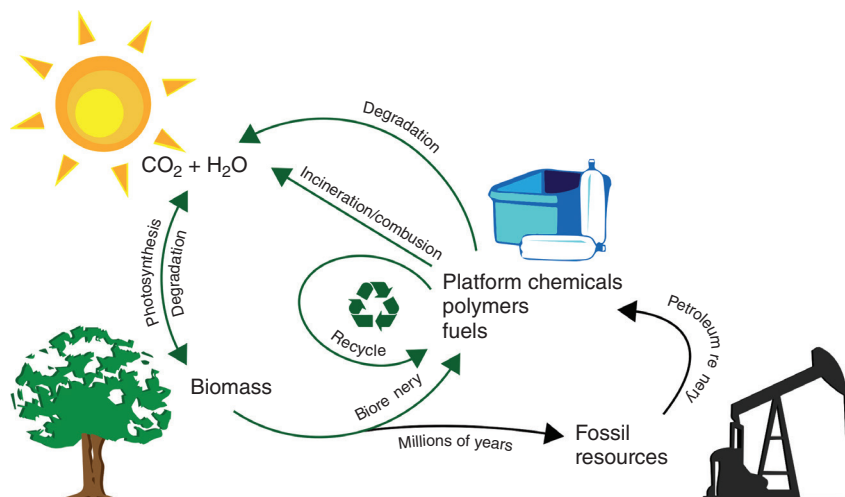 Degradation
CO₂ + H₂O
Incineration/combustion
Photosynthesis
Degradation
Platform chemicals
polymers
fuels
Recycle
Petroleum re nery
Biomass
Biore nery
Millions of years
Fossil
resources